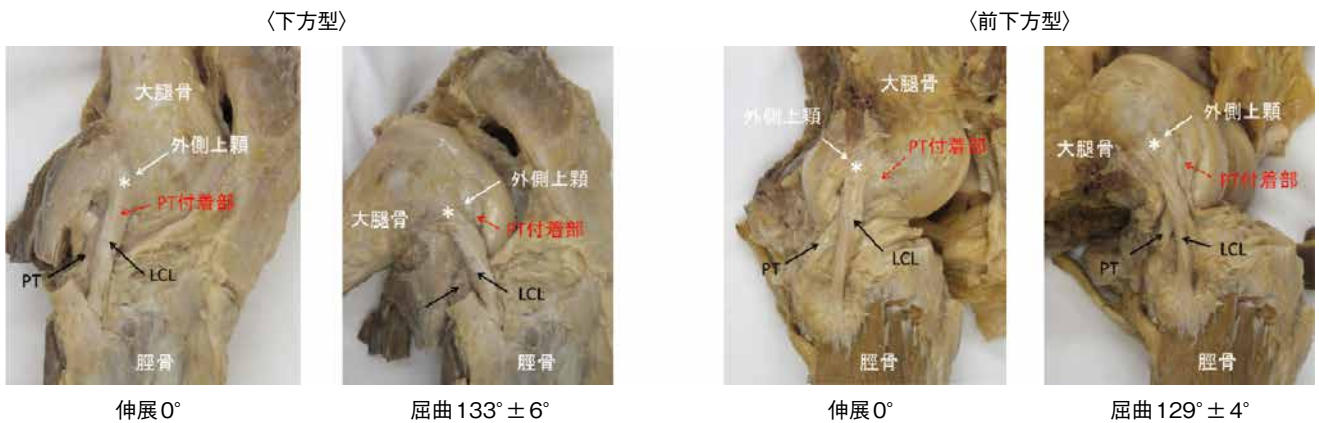 〈下方型〉
〈前下方型〉
大腿骨
外側上顆
*
PT付着部
PT
LCL
脛骨
外側上顆
大腿骨
*
PT付着部
LCL
脛骨
大腿骨
外側上顆
*
PT付着部
PT
LCL
脛骨
外側上顆
大腿骨
*
PT付着部
PT
LCL
脛骨
伸展0°
屈曲133°±6°
伸展0°
屈曲129°±4°